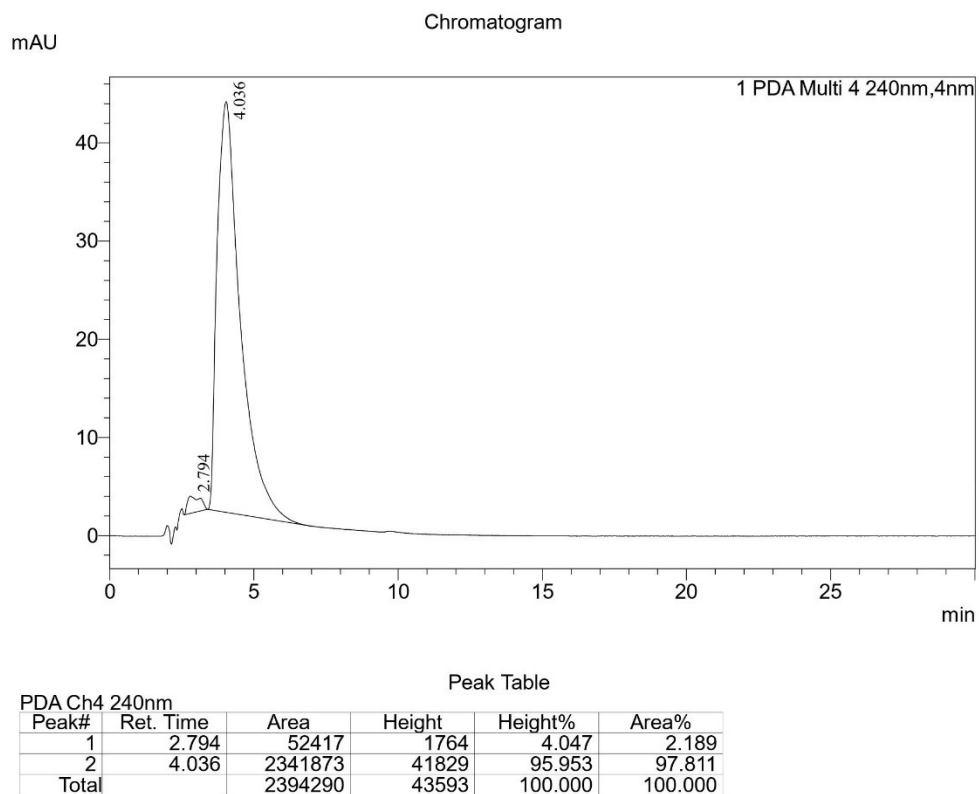 Chromatogram
mAU
1 PDA Multi 4 240nm,4nm
4.036
40
30
20
10
2.794
0
0 5 10 15 20 25
min
Peak Table
PDA Ch4 240nm
Peak# Ret. Time Area Height Height% Area%
1 2.794 52417 1764 4.047 2.189
2 4.036 2341873 41829 95.953 97.811
Total 2394290 43593 100.000 100.000